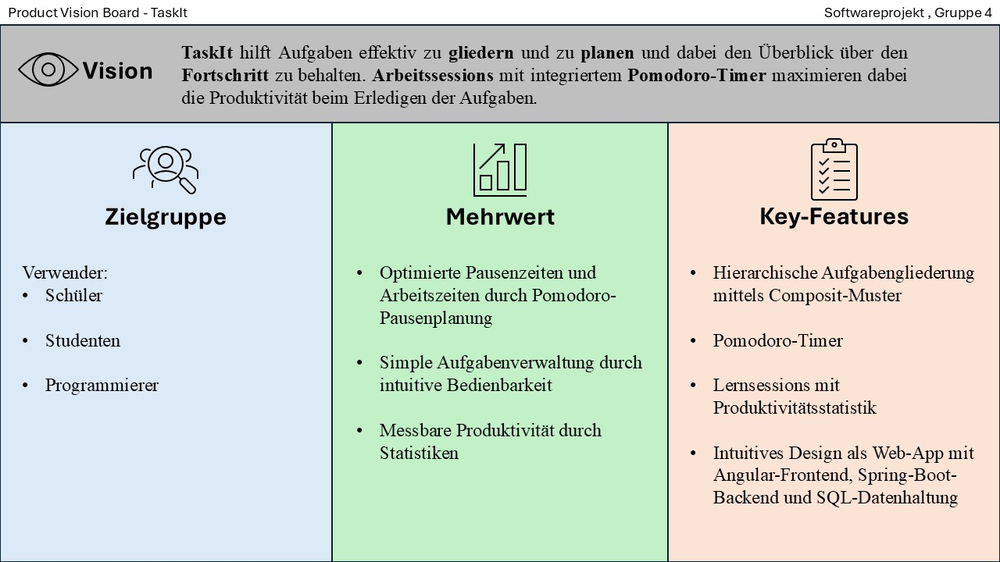 Product Vision Board - TaskIt
Softwareprojekt , Gruppe 4
Vision
TaskIt hilft Aufgaben effektiv zu gliedern und zu planen und dabei den Überblick über den
Fortschritt zu behalten. Arbeitssessions mit integriertem Pomodoro-Timer maximieren dabei
die Produktivität beim Erledigen der Aufgaben.
Zielgruppe
Verwender:
• Schüler
• Studenten
• Programmierer
Mehrwert
• Optimierte Pausenzeiten und
Arbeitszeiten durch Pomodoro-
Pausenplanung
• Simple Aufgabenverwaltung durch
intuitive Bedienbarkeit
• Messbare Produktivität durch
Statistiken
Key-Features
• Hierarchische Aufgabengliederung
mittels Composit-Muster
• Pomodoro-Timer
• Lernsessions mit
Produktivitätsstatistik
• Intuitives Design als Web-App mit
Angular-Frontend, Spring-Boot-
Backend und SQL-Datenhaltung